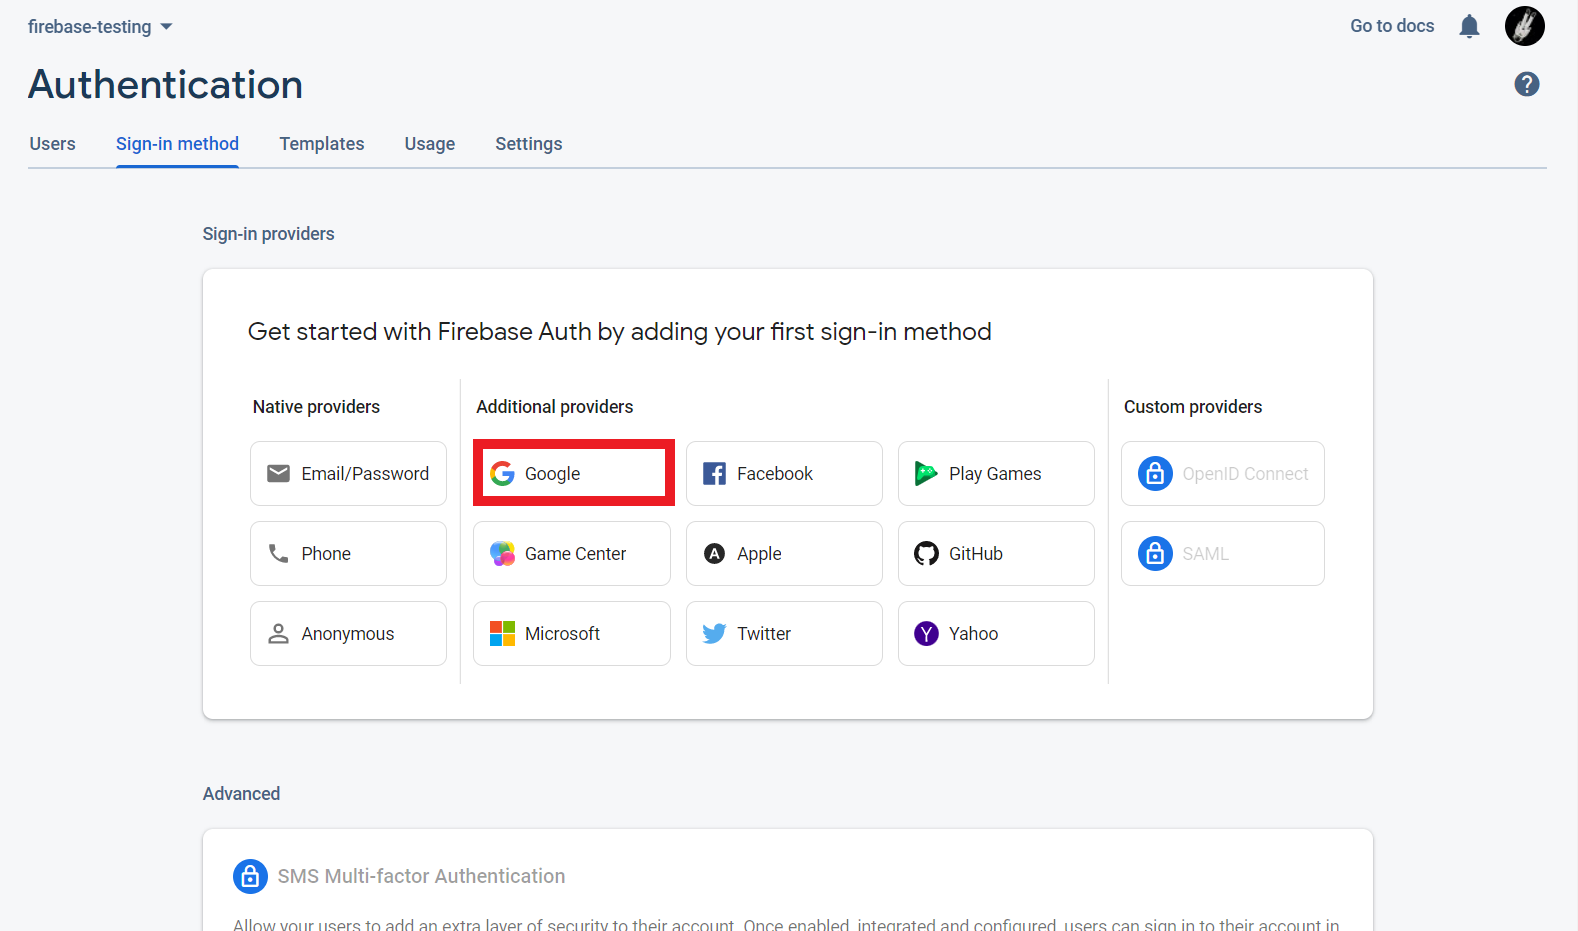 firebase-testing
Go to docs
Authentication
?
Users
Sign-in method
Templates
Usage
Settings
Sign-in providers
Get started with Firebase Auth by adding your first sign-in method
Native providers
Additional providers
Custom providers
Email/Password
Google
Facebook
Play Games
OpenID Connect
Phone
Game Center
Apple
GitHub
SAML
Anonymous
Microsoft
Twitter
Yahoo
Advanced
SMS Multi-factor Authentication
Allow your users to add an extra layer of security to their account. Once enabled, integrated and configured, users can sign in to their account in